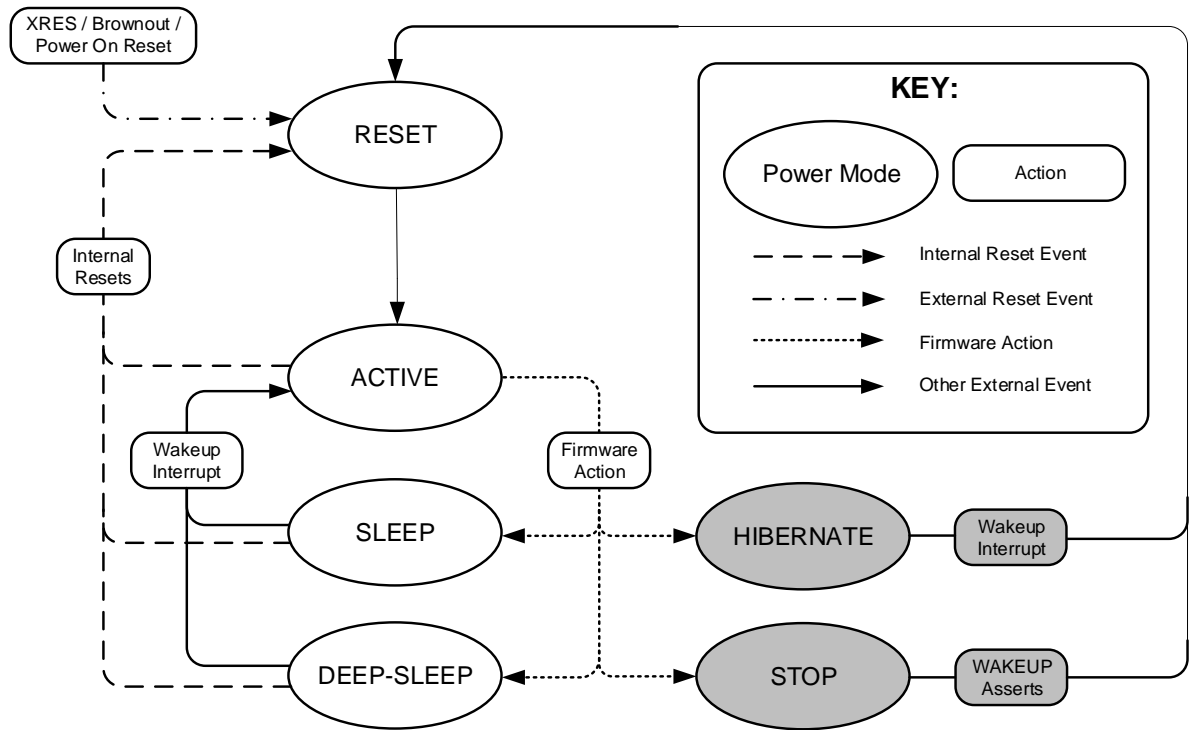 XRES / Brownout /
Power On Reset
RESET
KEY:
Power Mode
Action
Internal Reset Event
External Reset Event
Firmware Action
Other External Event
Internal
Resets
ACTIVE
Wakeup
Interrupt
Firmware
Action
SLEEP
HIBERNATE
Wakeup
Interrupt
DEEP-SLEEP
STOP
WAKEUP
Asserts